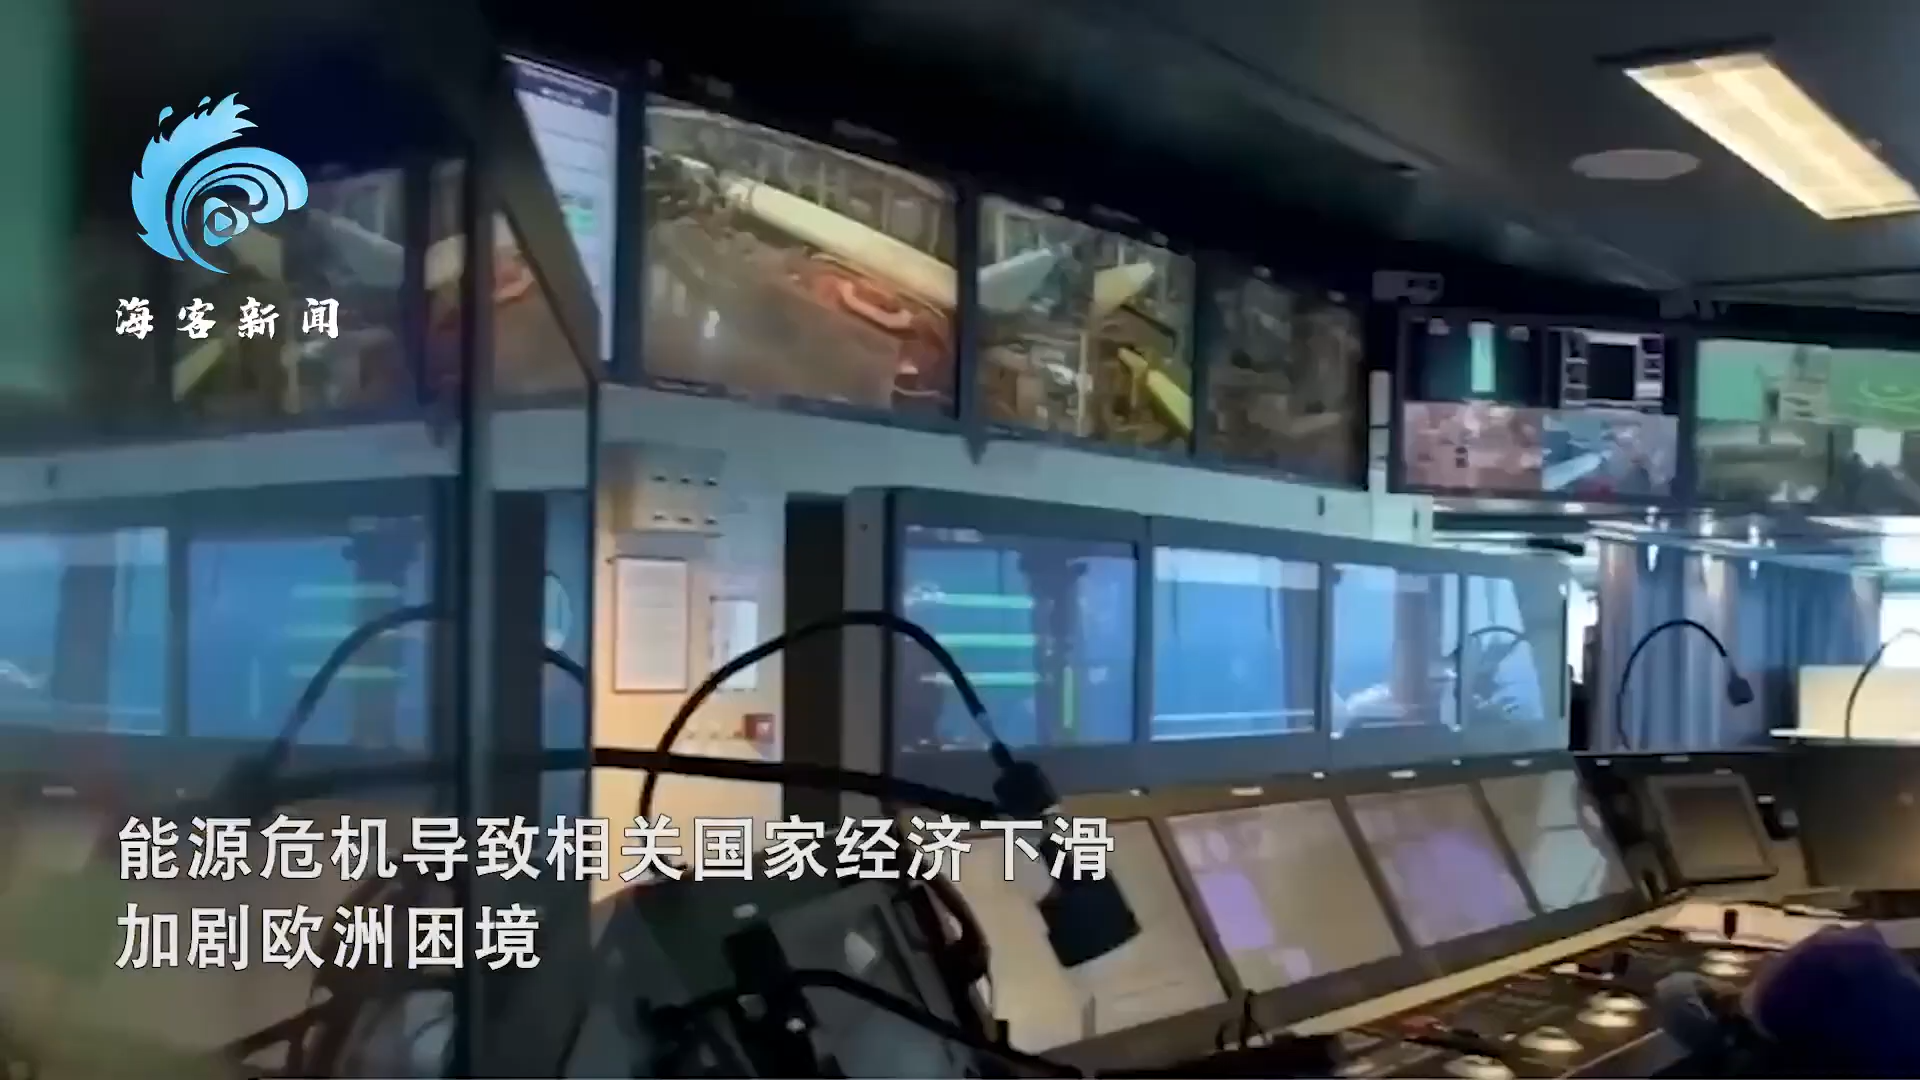 海客新闻
能源危机导致相关国家经济下滑
加剧欧洲困境